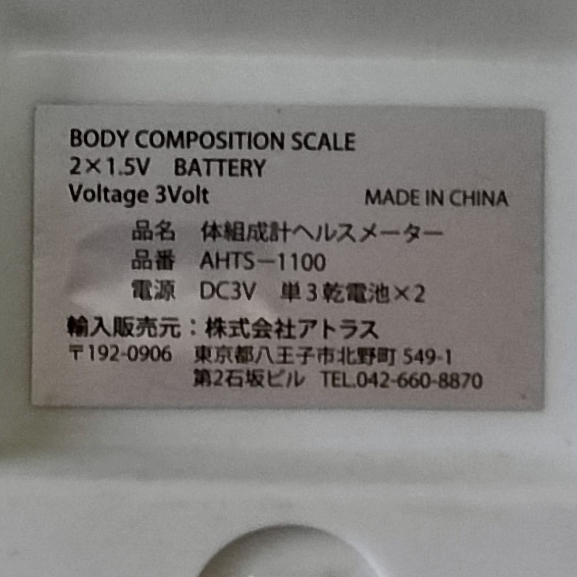 BODY COMPOSITION SCALE
2×1.5V BATTERY
Voltage 3Volt MADE IN CHINA
品名 体組成計ヘルスメーター
品番 AHTS-1100
電源 DC3V 単3乾電池×2
輸入販売元：株式会社アトラス
〒192-0906 東京都八王子市北野町 549-1
第2石坂ビル TEL.042-660-8870